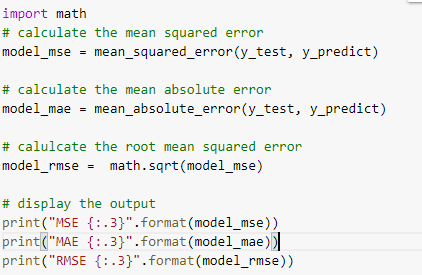 import math
# calculate the mean squared error
model_mse = mean_squared_error(y_test, y_predict)
# calculate the mean absolute error
model_mae = mean_absolute_error(y_test, y_predict)
# calulcate the root mean squared error
model_rmse =  math.sqrt(model_mse)
# display the output
print("MSE {:.3}".format(model_mse))
print("MAE {:.3}".format(model_mae))
print("RMSE {:.3}".format(model_rmse))